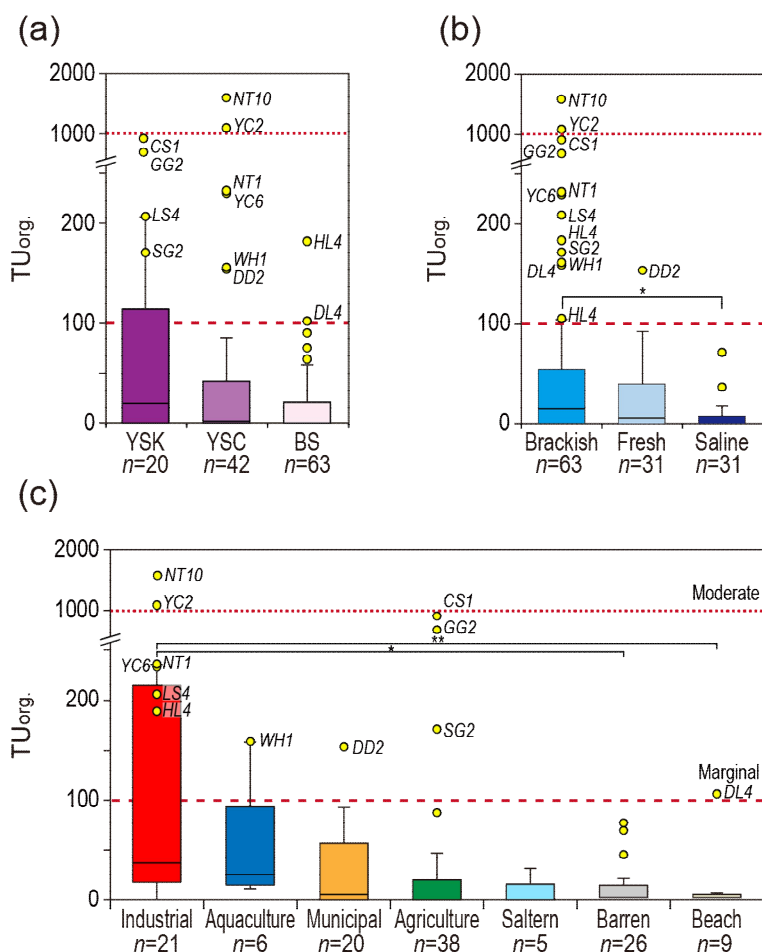 (a)
2000
1000
200
100
0
TUorg.
NT10
YC2
CS1
GG2
NT1
YC6
LS4
SG2
WH1
DD2
HL4
DL4
YSK YSC BS
n=20 n=42 n=63
(b)
2000
1000
200
100
0
TUorg.
NT10
YC2
CS1
GG2
NT1
YC6
LS4
HL4
SG2
WH1
DL4
DD2
*
HL4
Brackish Fresh Saline
n=63 n=31 n=31
(c)
2000
1000
200
100
0
TUorg.
NT10
YC2
CS1
GG2
Moderate
**
*
YC6 NT1
LS4
HL4
WH1
DD2
SG2
Marginal
DL4
Industrial Aquaculture Municipal Agriculture Saltern Barren Beach
n=21 n=6 n=20 n=38 n=5 n=26 n=9